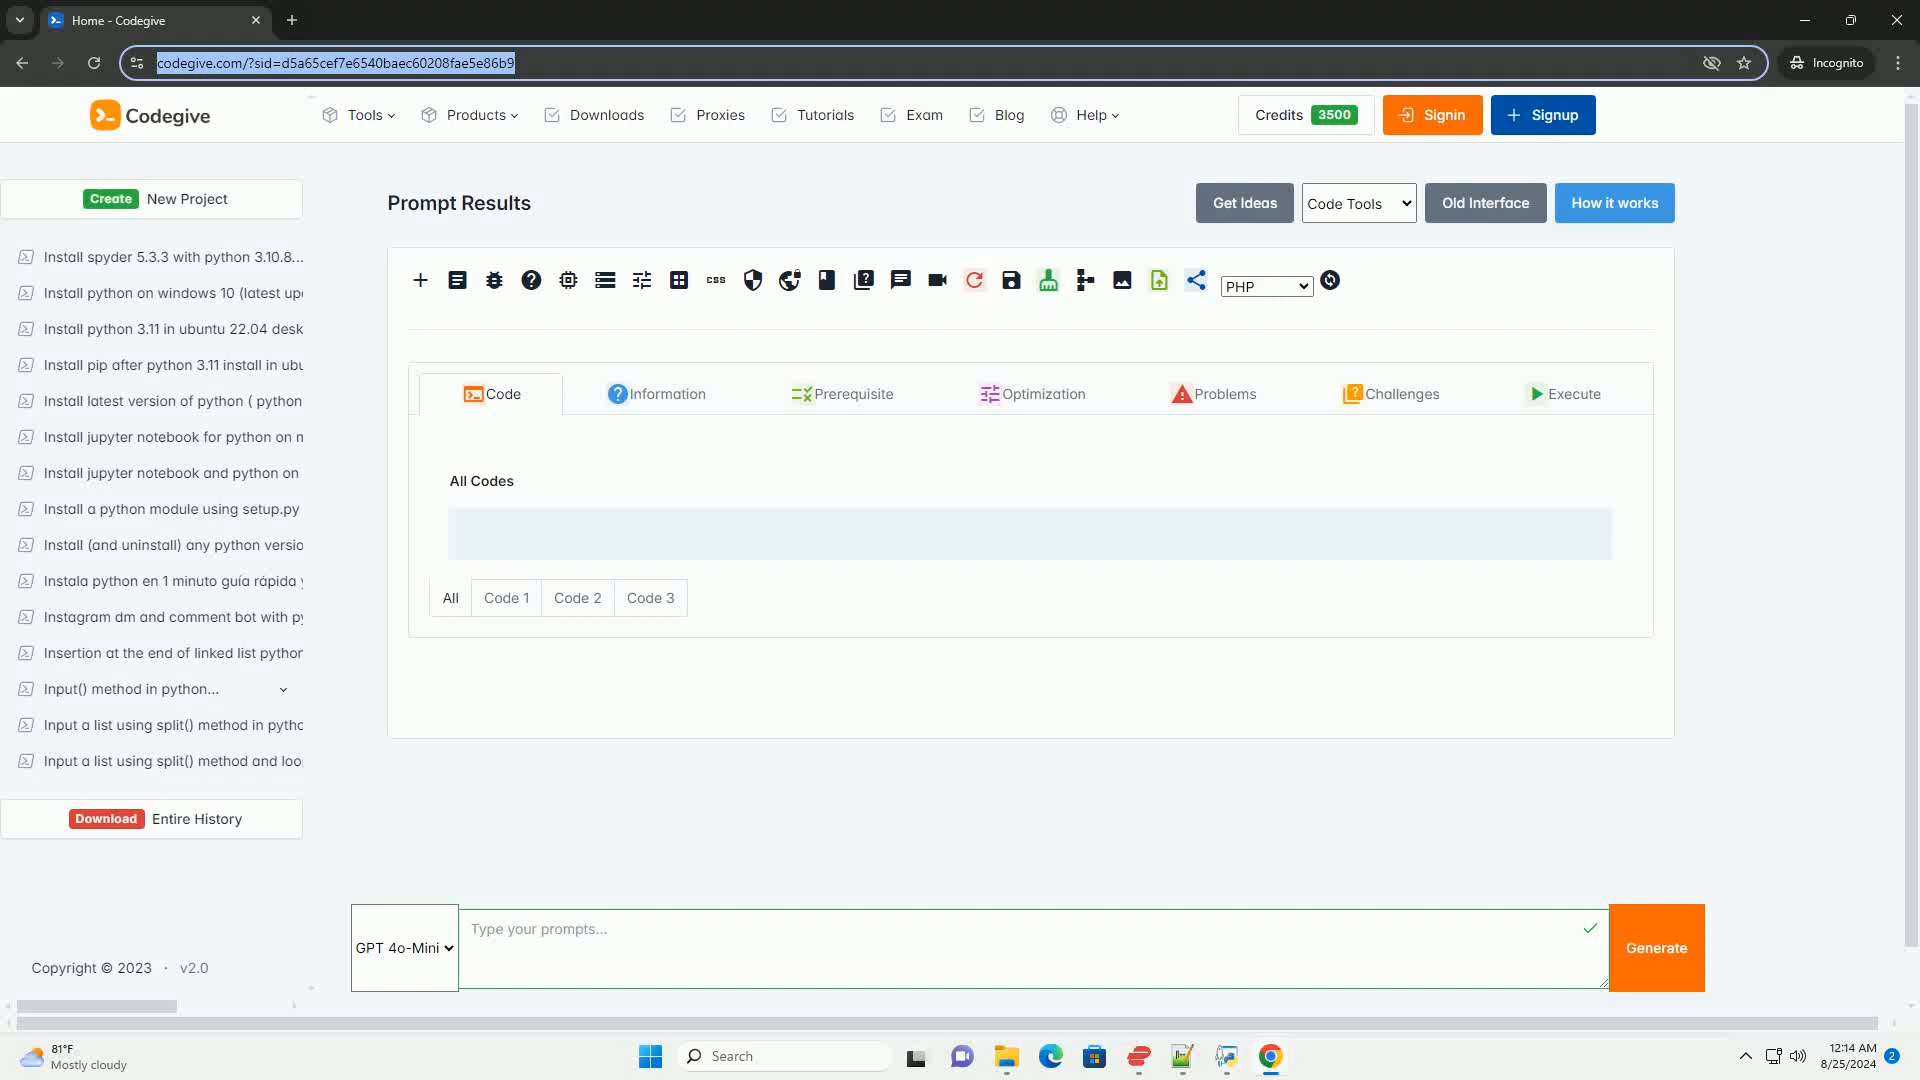 Home - Codegive
codegive.com/?sid=d5a65cef7e6540baec60208fae5e86b9
Incognito
Codegive
Tools
Products
Downloads
Proxies
Tutorials
Exam
Blog
Help
Credits 3500
Signin
Signup
Create New Project
Install spyder 5.3.3 with python 3.10.8...
Install python on windows 10 (latest up
Install python 3.11 in ubuntu 22.04 desk
Install pip after python 3.11 install in ubu
Install latest version of python ( python
Install jupyter notebook for python on m
Install jupyter notebook and python on
Install a python module using setup.py
Install (and uninstall) any python versio
Instala python en 1 minuto guía rápida y
Instagram dm and comment bot with py
Insertion at the end of linked list python
Input() method in python...
Input a list using split() method in pytho
Input a list using split() method and loo
Download Entire History
Copyright © 2023 · v2.0
Prompt Results
Get Ideas
Code Tools
Old Interface
How it works
css
PHP
Code
Information
Prerequisite
Optimization
Problems
Challenges
Execute
All Codes
All
Code 1
Code 2
Code 3
GPT 4o-Mini
Type your prompts...
Generate
81°F
Mostly cloudy
Search
12:14 AM
8/25/2024
2